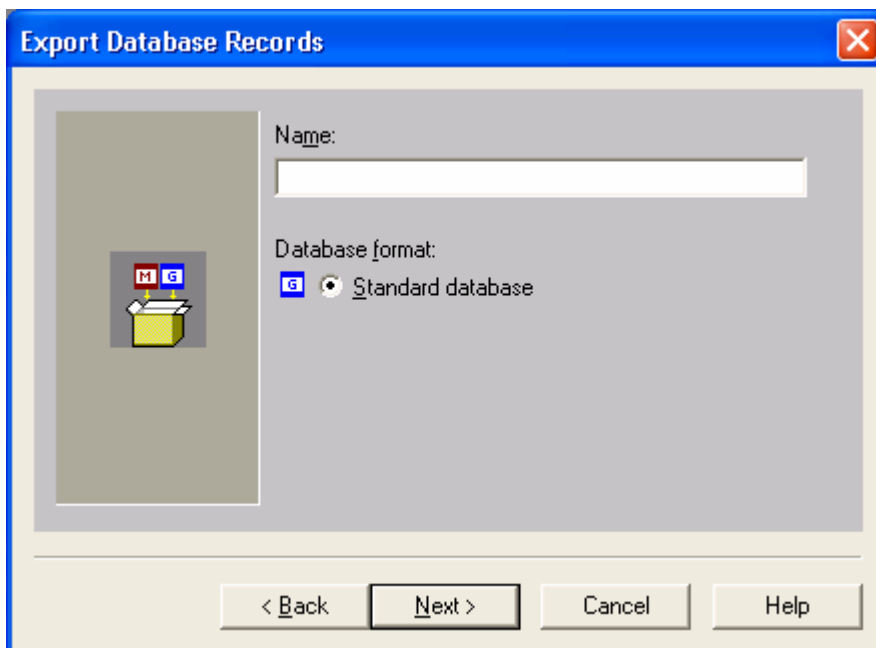 Export Database Records
Name:
M G
Database format:
G Standard database
< Back Next > Cancel Help